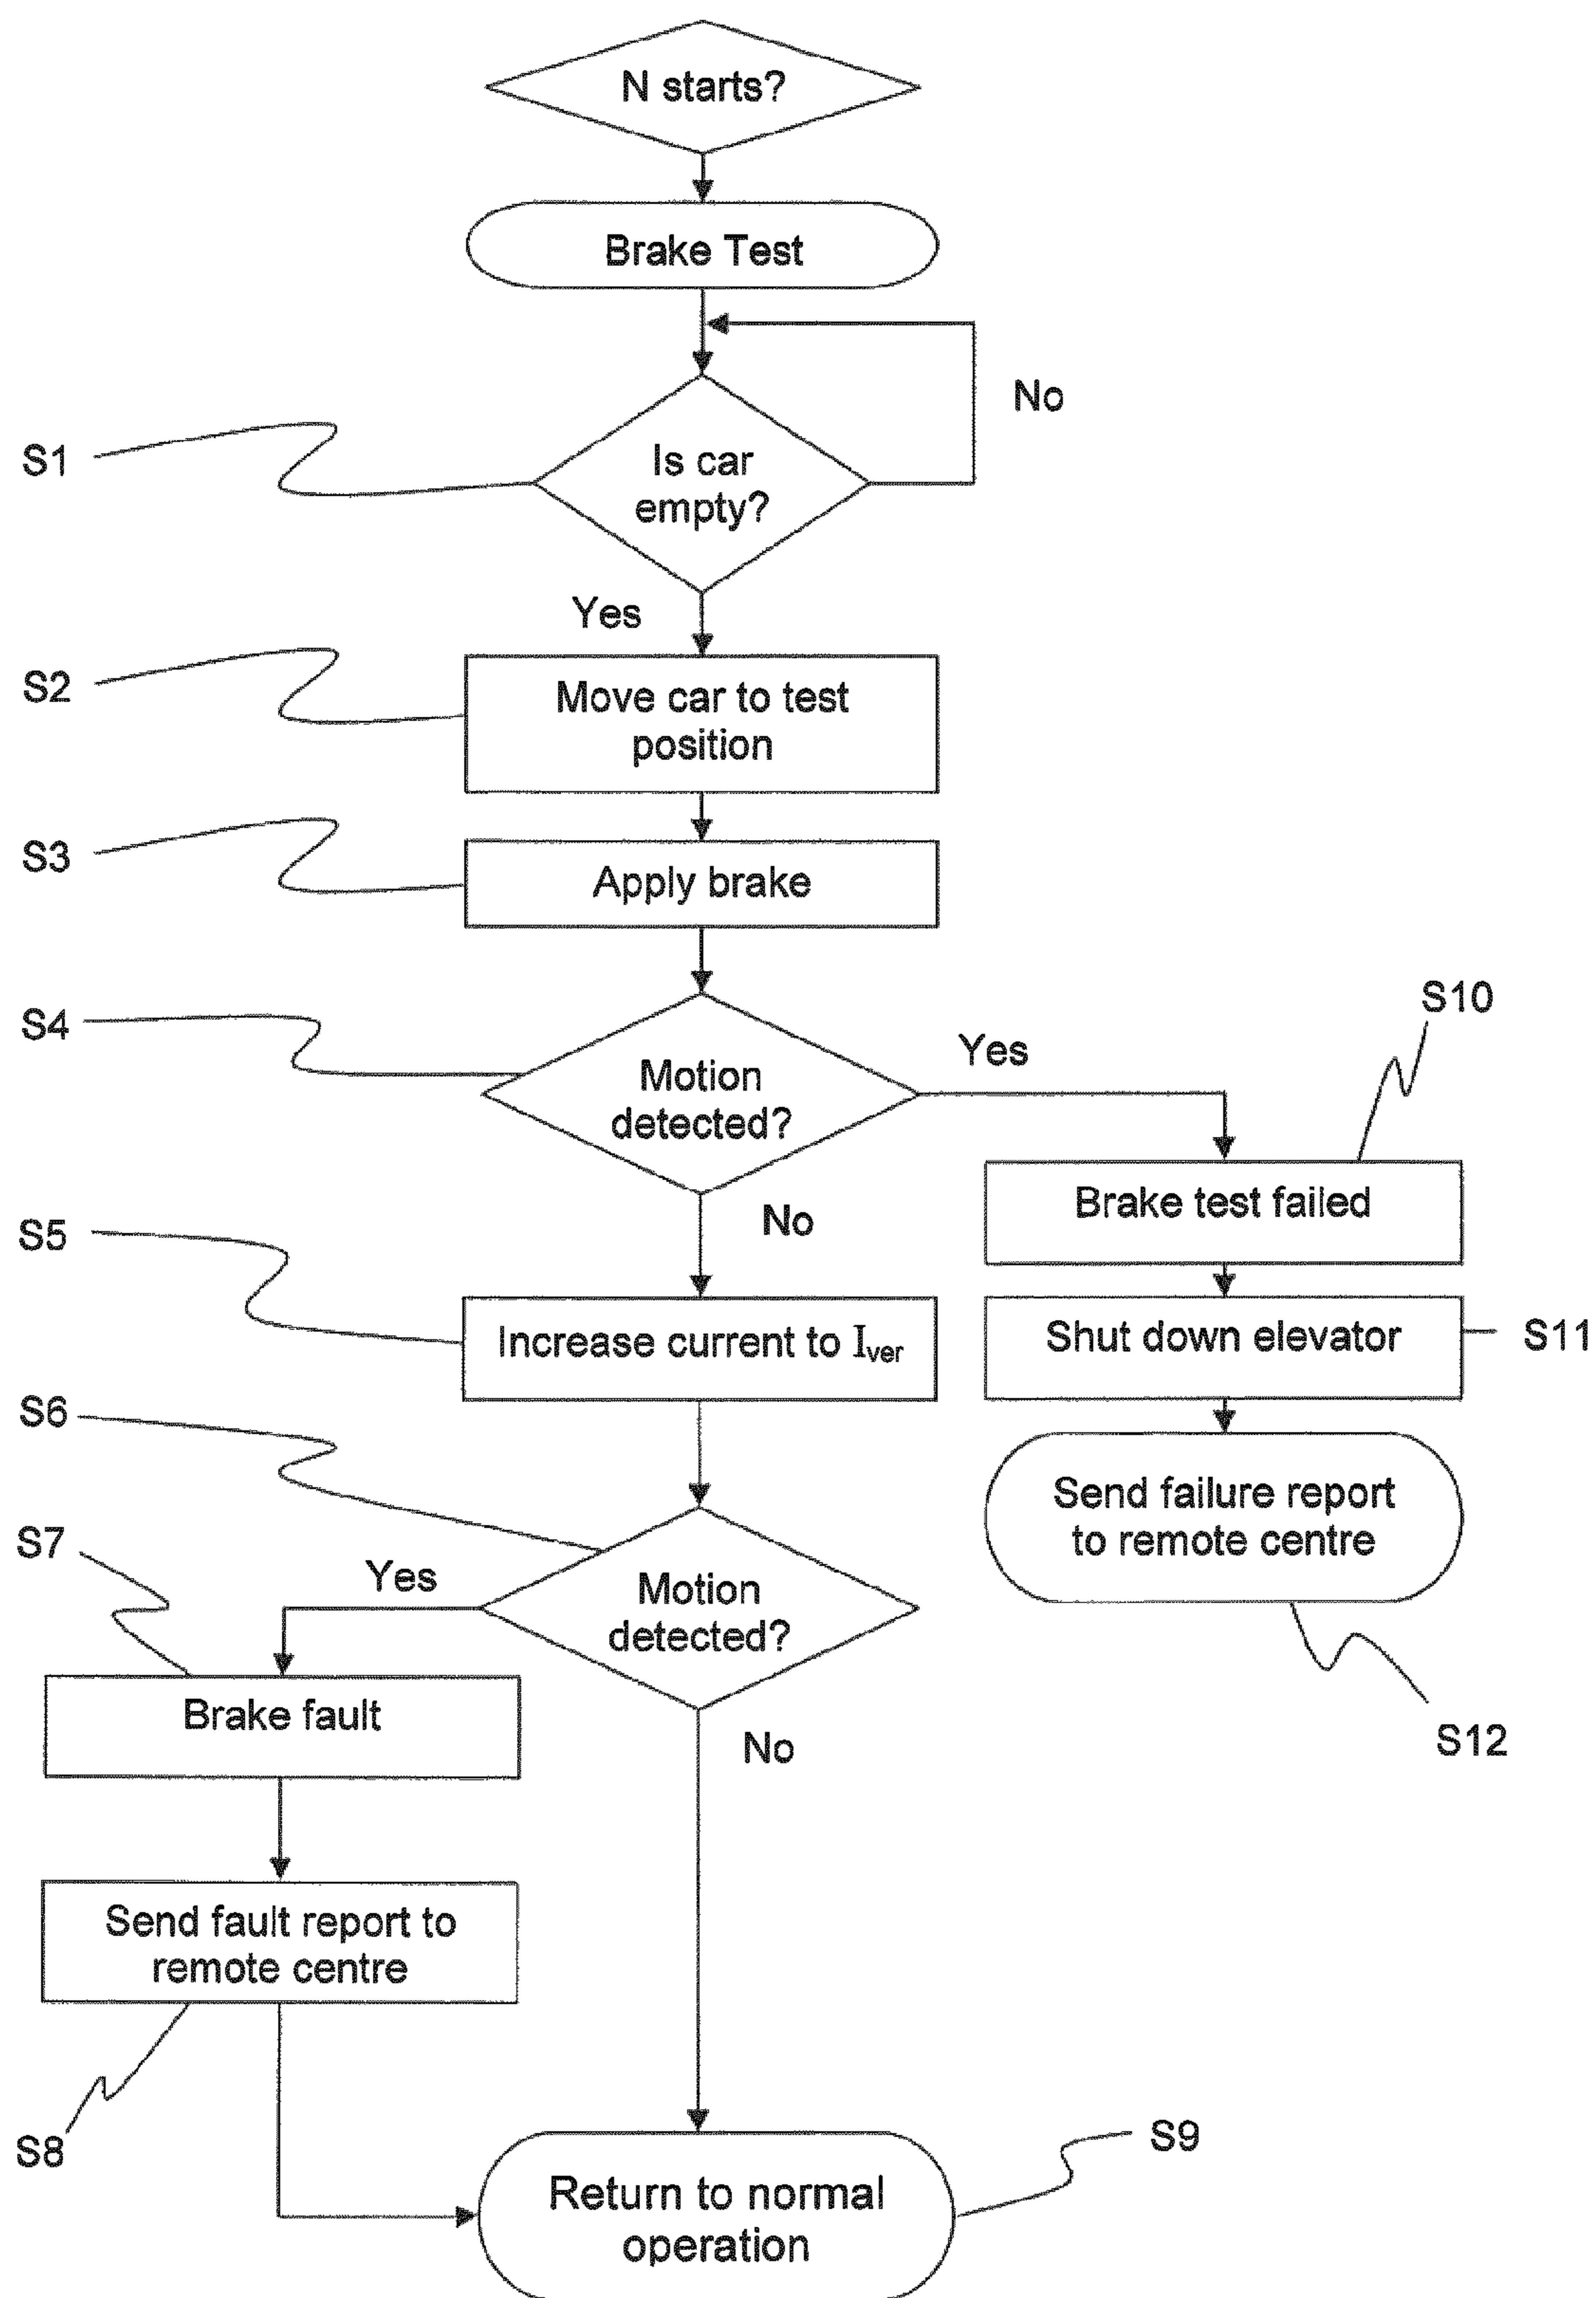 N starts?
Brake Test
No
S1
Is car
empty?
Yes
S2
Move car to test
position
S3
Apply brake
S4
Motion
detected?
Yes
S10
Brake test failed
No
S5
Increase current to Iver
Shut down elevator
S11
S6
Send failure report
to remote centre
S12
S7
Yes
Motion
detected?
Brake fault
No
Send fault report to
remote centre
S8
S9
Return to normal
operation